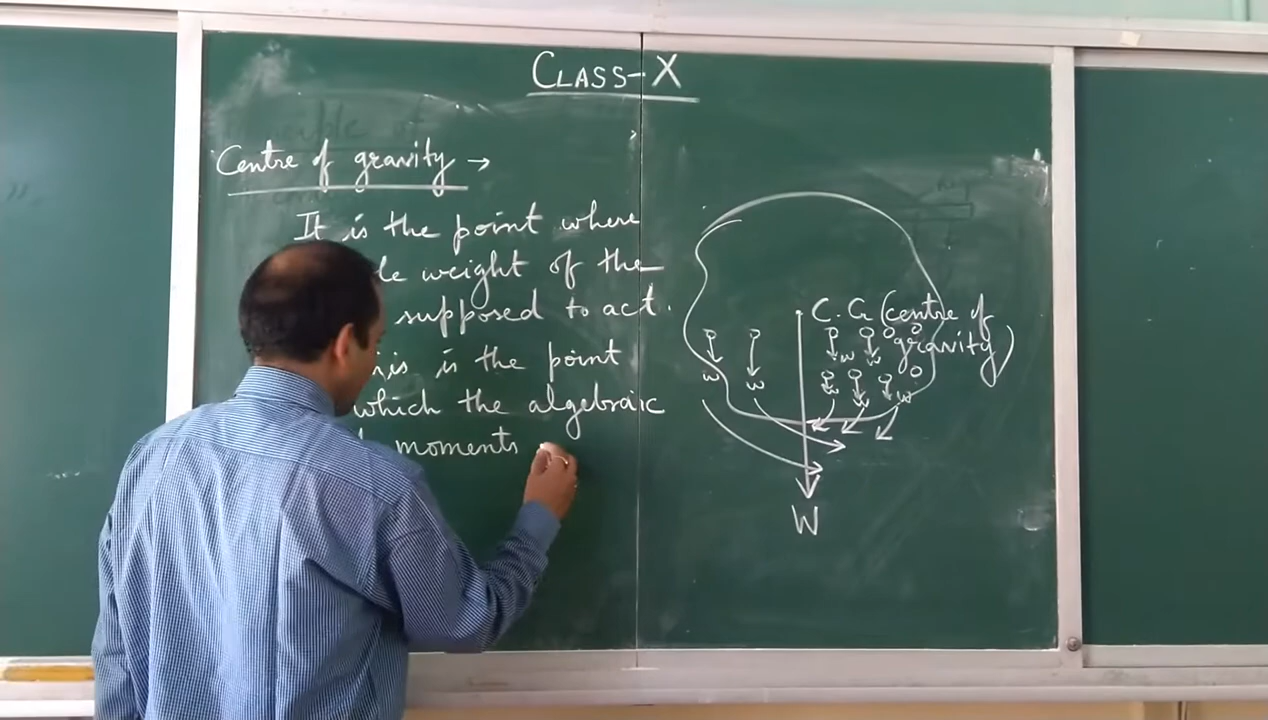 CLASS-X
Centre of gravity →
It is the point where
weight of the
supposed to act.
is the point
which the algebraic
moments
C.G (centre of
gravity)
w w w w
w w w w w
W